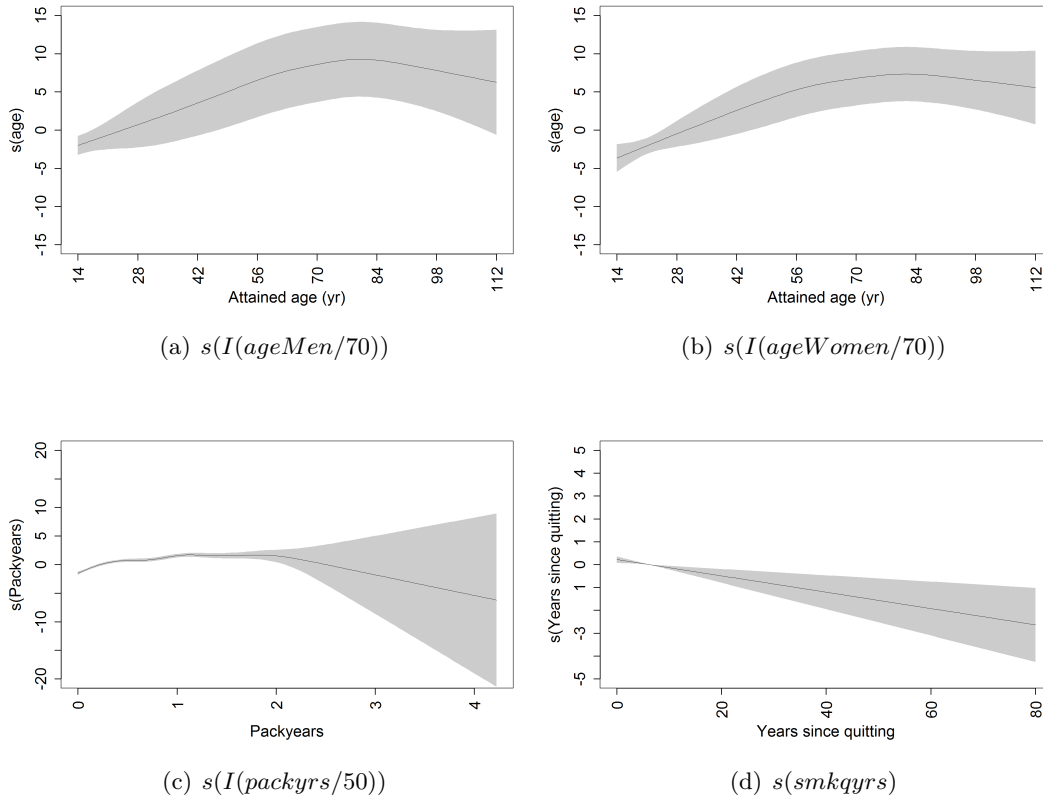 s(age)
15
10
5
0
-5
-10
-15
14 28 42 56 70 84 98 112
Attained age (yr)
(a) s(I(ageMen/70))
s(age)
15
10
5
0
-5
-10
-15
14 28 42 56 70 84 98 112
Attained age (yr)
(b) s(I(ageWomen/70))
s(Packyears)
20
10
5
0
-10
-20
0 1 2 3 4
Packyears
(c) s(I(packyrs/50))
s(Years since quitting)
5
4
3
2
1
0
1
-3
-5
0 20 40 60 80
Years since quitting
(d) s(smkqyrs)